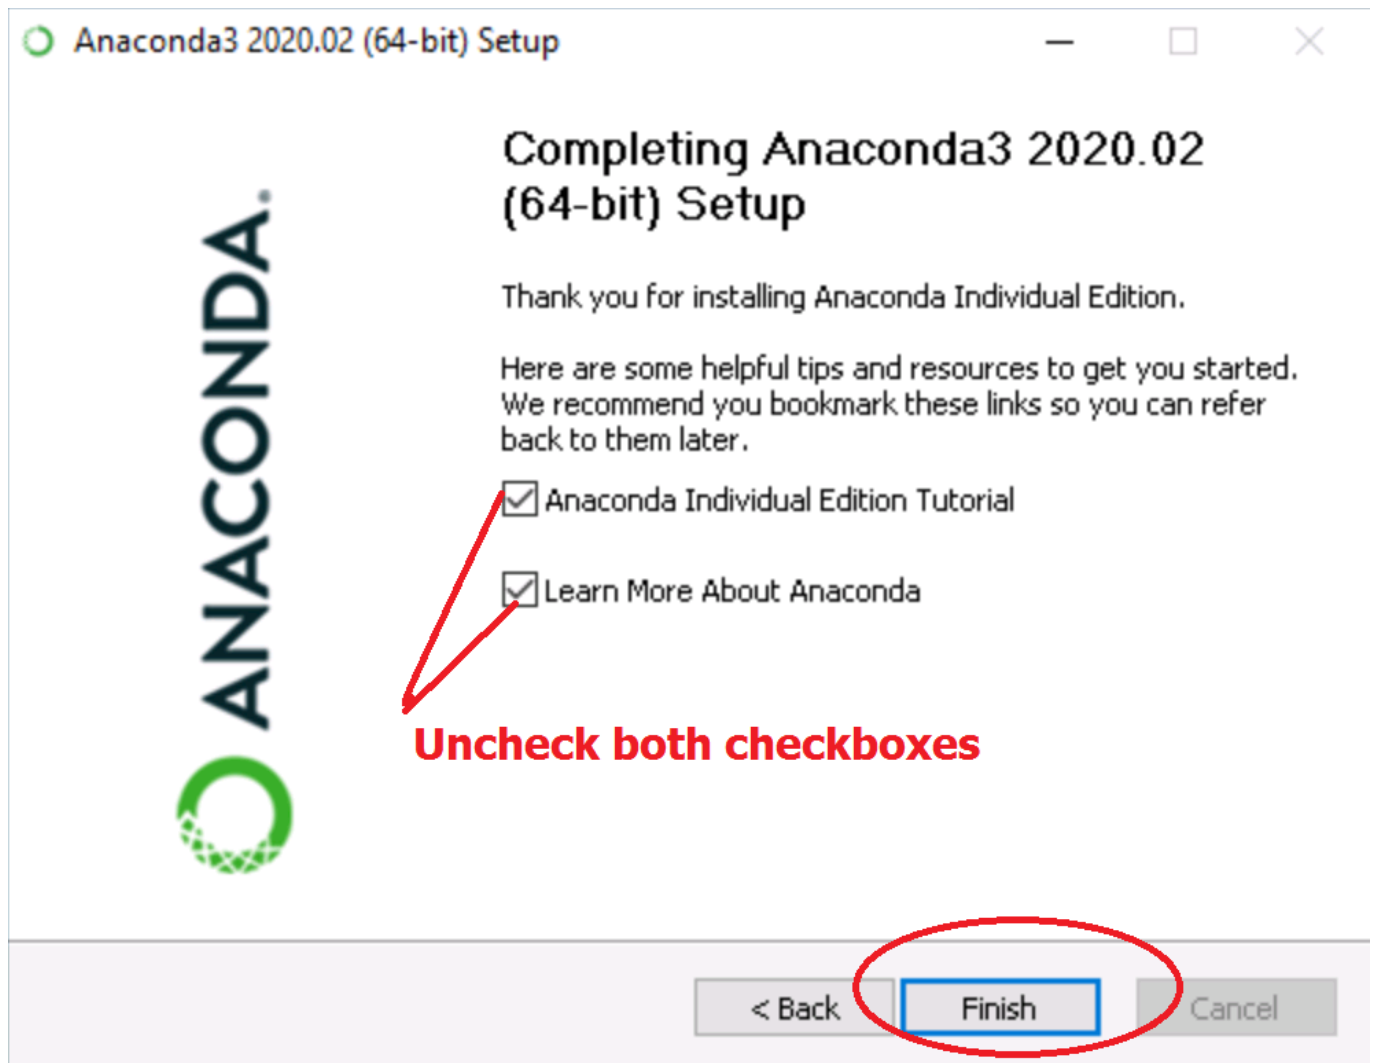 Anaconda3 2020.02 (64-bit) Setup
ANACONDA.
Completing Anaconda3 2020.02
(64-bit) Setup
Thank you for installing Anaconda Individual Edition.
Here are some helpful tips and resources to get you started.
We recommend you bookmark these links so you can refer
back to them later.
Anaconda Individual Edition Tutorial
Learn More About Anaconda
Uncheck both checkboxes
< Back
Finish
Cancel